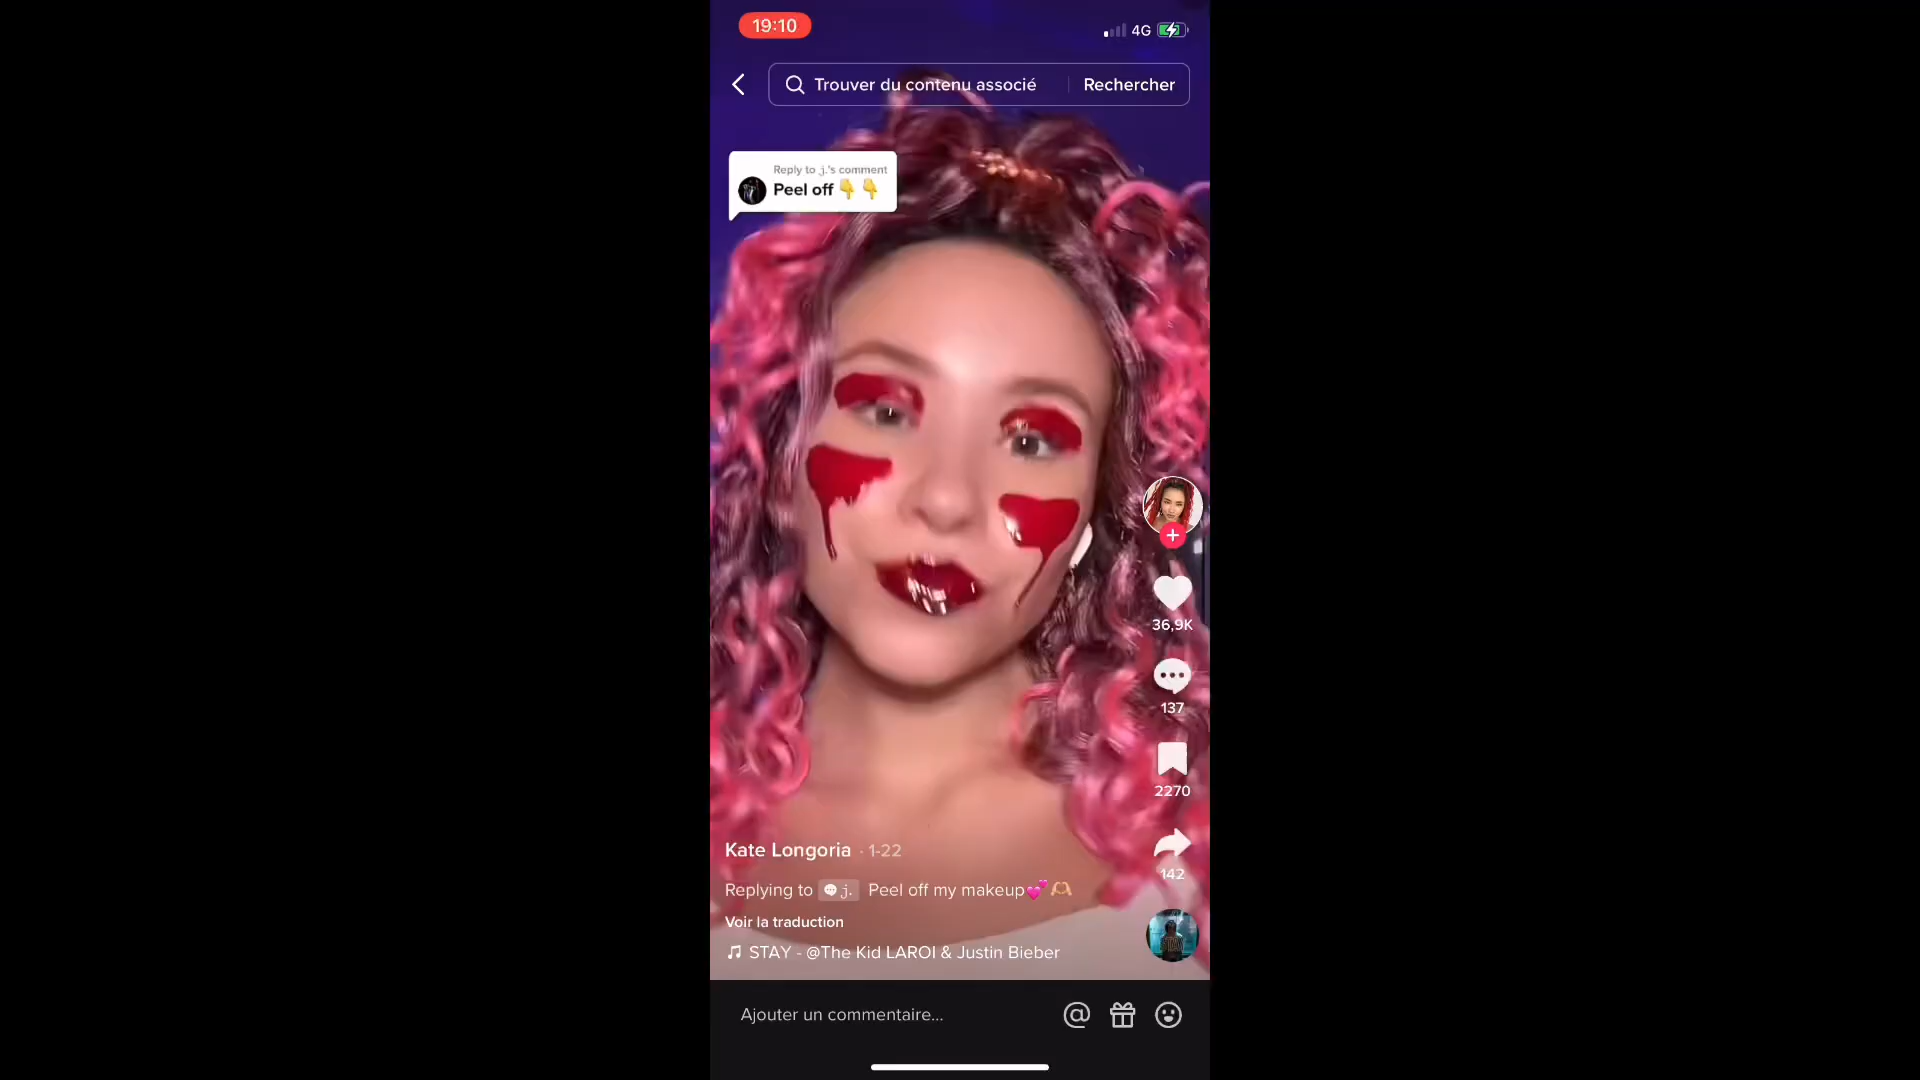 19:10
4G
Trouver du contenu associé
Rechercher
Reply to j.'s comment
Peel off 👇👇
36,9K
137
2270
142
Kate Longoria · 1-22
Replying to 💬 j. Peel off my makeup💕🫶🏼
Voir la traduction
🎵 STAY - @The Kid LAROI & Justin Bieber
Ajouter un commentaire...
@